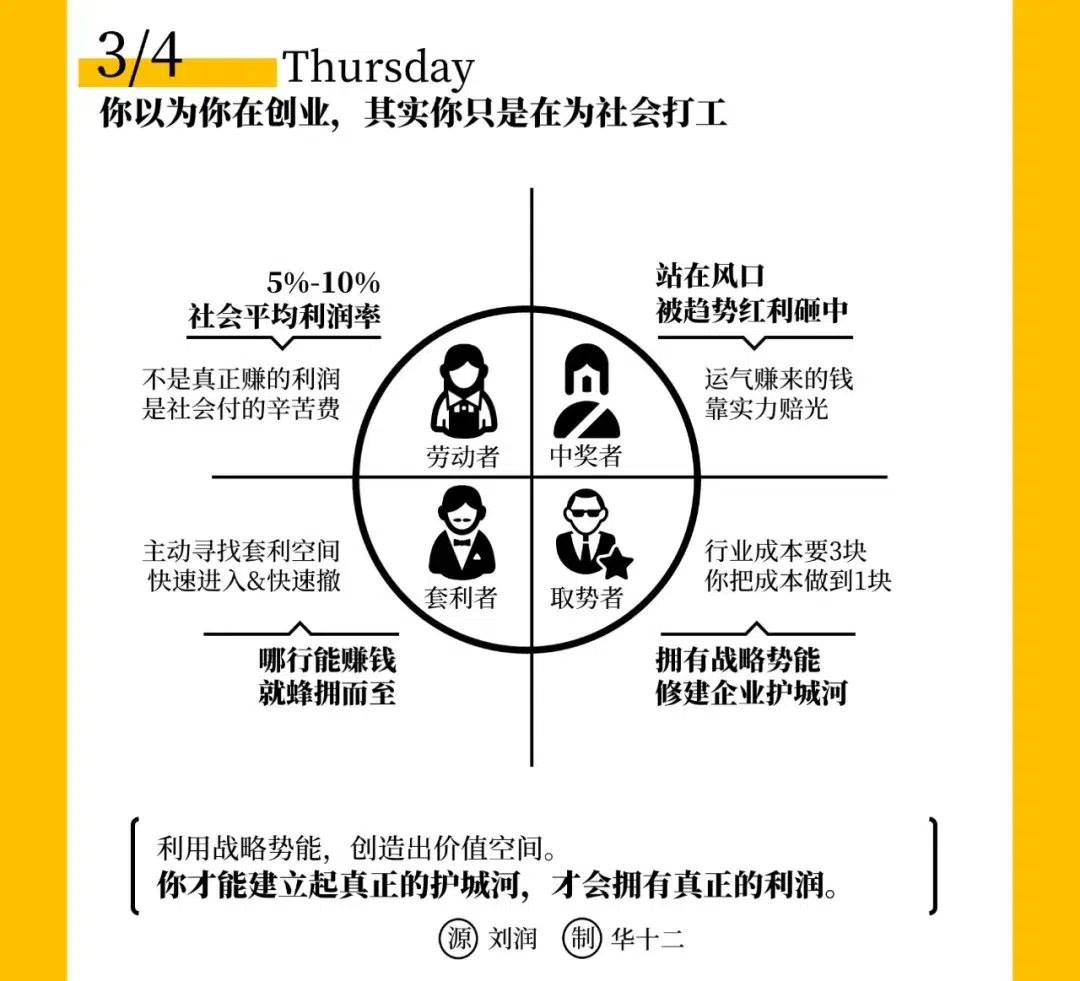 3/4 Thursday
你以为你在创业，其实你只是在为社会打工
5%-10%
社会平均利润率
不是真正赚的利润
是社会付的辛苦费
劳动者
站在风口
被趋势红利砸中
运气赚来的钱
靠实力赔光
中奖者
主动寻找套利空间
快速进入&快速撤
套利者
哪行能赚钱
就蜂拥而至
取势者
行业成本要3块
你把成本做到1块
拥有战略势能
修建企业护城河
利用战略势能，创造出价值空间。
你才能建立起真正的护城河，才会拥有真正的利润。
源 刘润 制 华十二